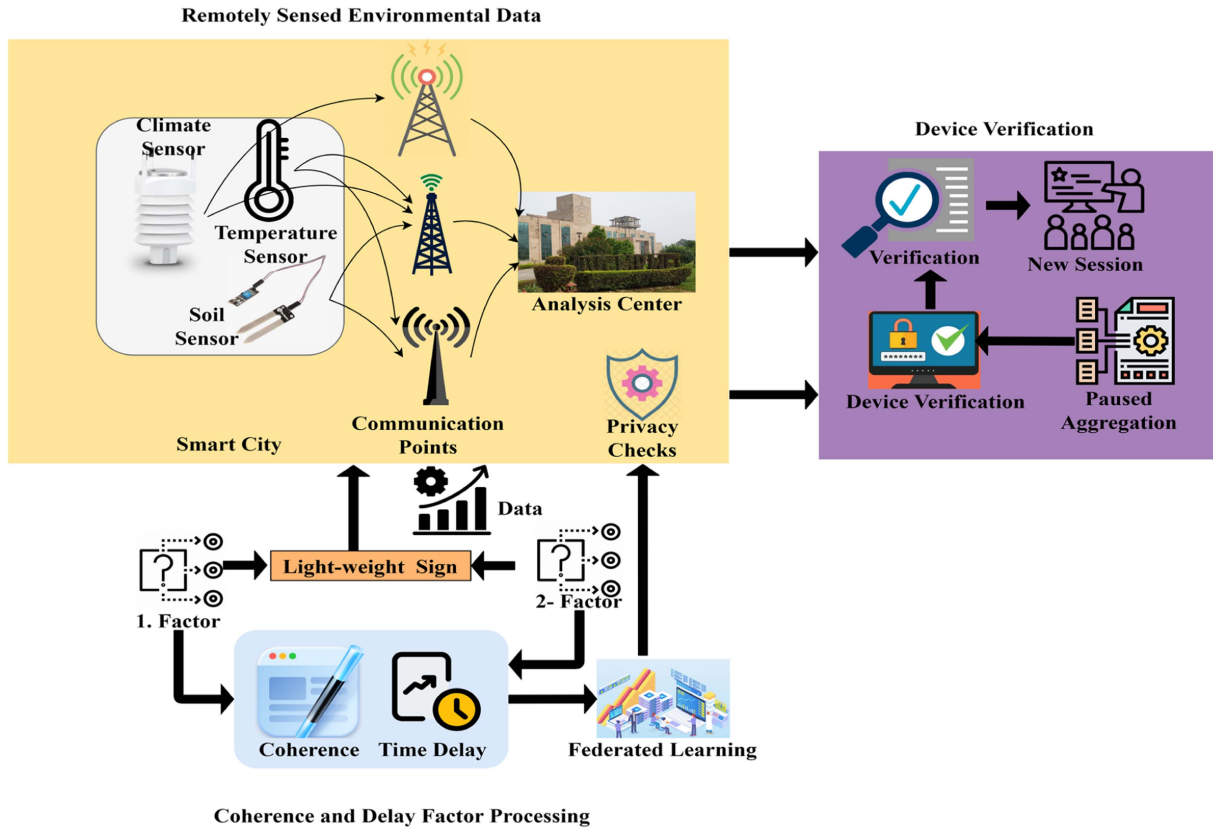 Remotely Sensed Environmental Data
Climate
Sensor
Temperature
Sensor
Soil
Sensor
Analysis Center
Communication
Points
Privacy
Checks
Smart City
Device Verification
Verification
New Session
Device Verification
Paused
Aggregation
Data
Light-weight Sign
1. Factor
2- Factor
Coherence
Time Delay
Federated Learning
Coherence and Delay Factor Processing